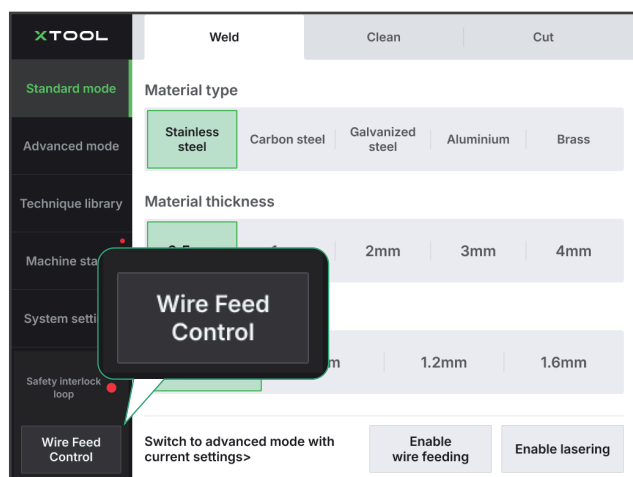 XTOOL
Weld
Clean
Cut
Standard mode
Advanced mode
Technique library
Machine
System
Safety interlock
loop
Wire Feed
Control
Material type
Stainless
steel
Carbon steel
Galvanized
steel
Aluminium
Brass
Material thickness
2mm
3mm
4mm
Wire Feed
Control
1.2mm
1.6mm
Switch to advanced mode with
current settings>
Enable
wire feeding
Enable lasering